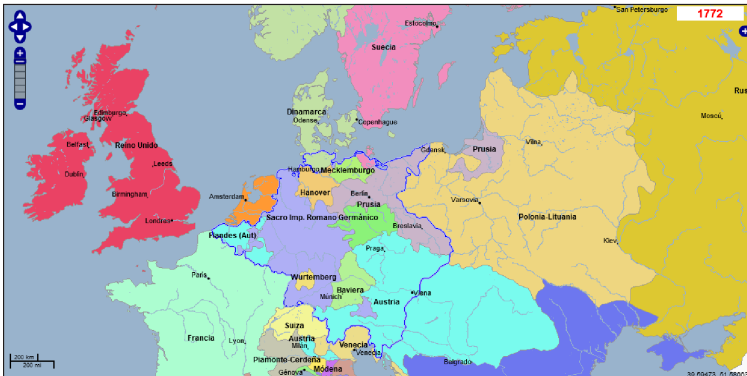 San Petersburgo
1772
Estocolmo
Suecia
Rus
Edimburgo
Glasgow
Dinamarca
Odense
Copenhague
Moscú
Belfast
Reino Unido
Vilna
Gdansk
Prusia
Leeds
Hamburgo
Mecklemburgo
Dublin
Birmingham
Amsterdam
Hanover
Berlin
Prusia
Varsovia
Londres
Sacro Imp. Romano Germánico
Polonia-Lituania
Flandes (Aut)
Breslavia
Kiev
Praga
París
Wurtemberg
Baviera
Múnich
Viena
Austria
Suiza
Francia
Lyon
Austria
Milán
Venecia
Venecia
Piamonte-Cerdeña
Belgrado
Módena
Génova
200 km
200 mi